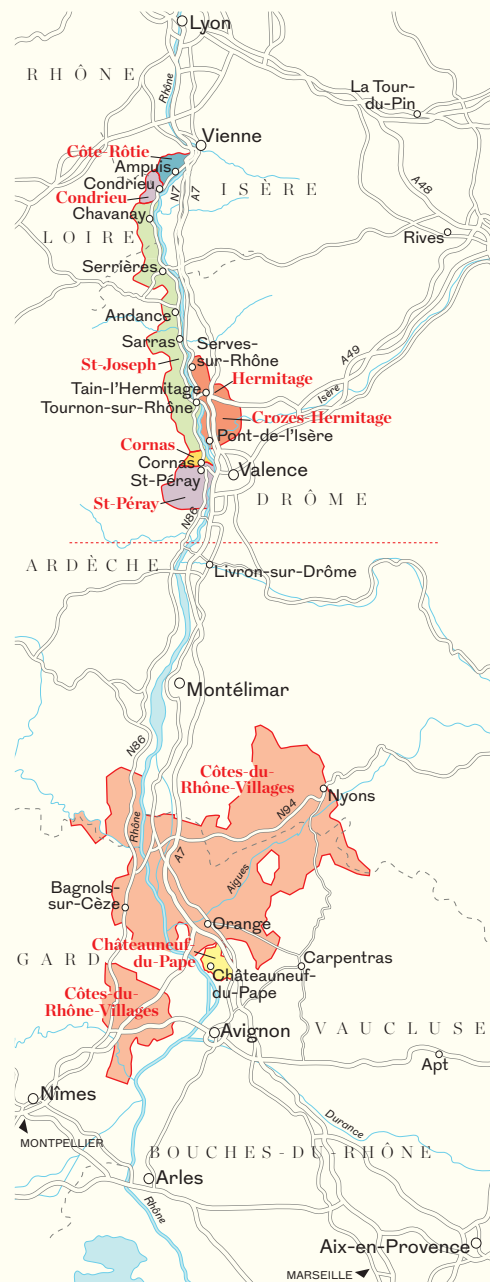 Lyon
RHÔNE
Rhône
La Tour-
du-Pin
Vienne
Côte-Rôtie
Ampuis
Condrieu
Condrieu
N7
A7
ISÈRE
A48
Chavanay
LOIRE
Rives
Serrières
Andance
Sarras
Serves-
sur-Rhône
A49
St-Joseph
Hermitage
Tain-l'Hermitage
Isère
Tournon-sur-Rhône
Crozes-Hermitage
Pont-de-l'Isère
Cornas
Cornas
St-Péray
Valence
St-Péray
DRÔME
N86
ARDÈCHE
Livron-sur-Drôme
Montélimar
N86
Côtes-du-
Rhône-Villages
Nyons
N94
Rhône
A7
Aigues
Bagnols-
sur-Cèze
Orange
Châteauneuf-
du-Pape
GARD
Carpentras
Châteauneuf-
du-Pape
Côtes-du-
Rhône-Villages
Avignon
VAUCLUSE
Apt
Nîmes
Durance
MONTPELLIER
BOUCHES-DU-RHÔNE
Arles
Rhône
Aix-en-Provence
MARSEILLE